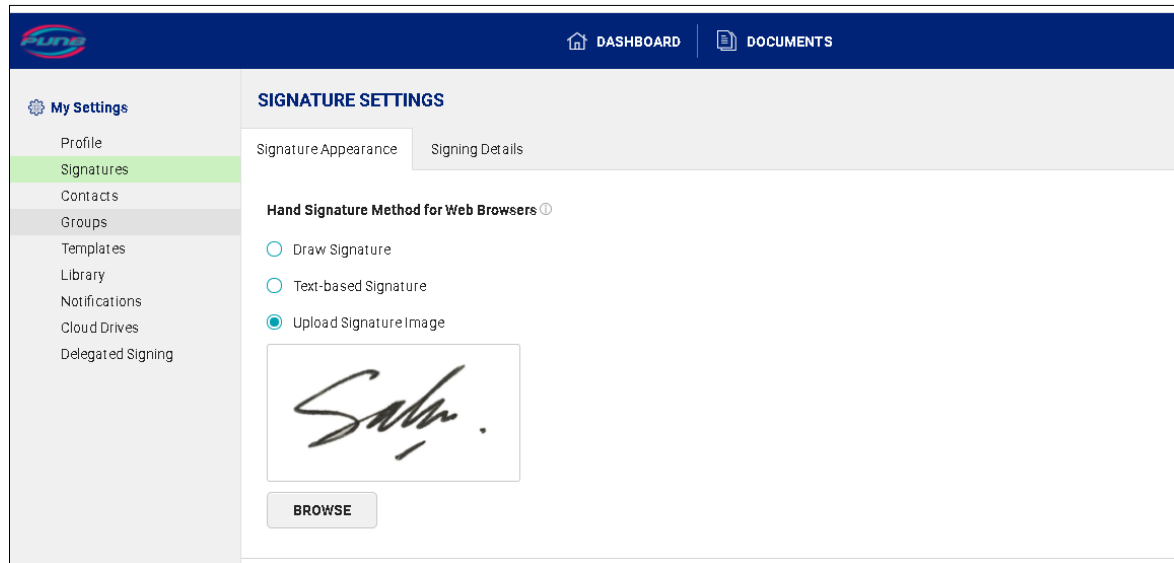 PUNB
DASHBOARD
DOCUMENTS
My Settings
Profile
Signatures
Contacts
Groups
Templates
Library
Notifications
Cloud Drives
Delegated Signing
SIGNATURE SETTINGS
Signature Appearance
Signing Details
Hand Signature Method for Web Browsers
Draw Signature
Text-based Signature
Upload Signature Image
BROWSE